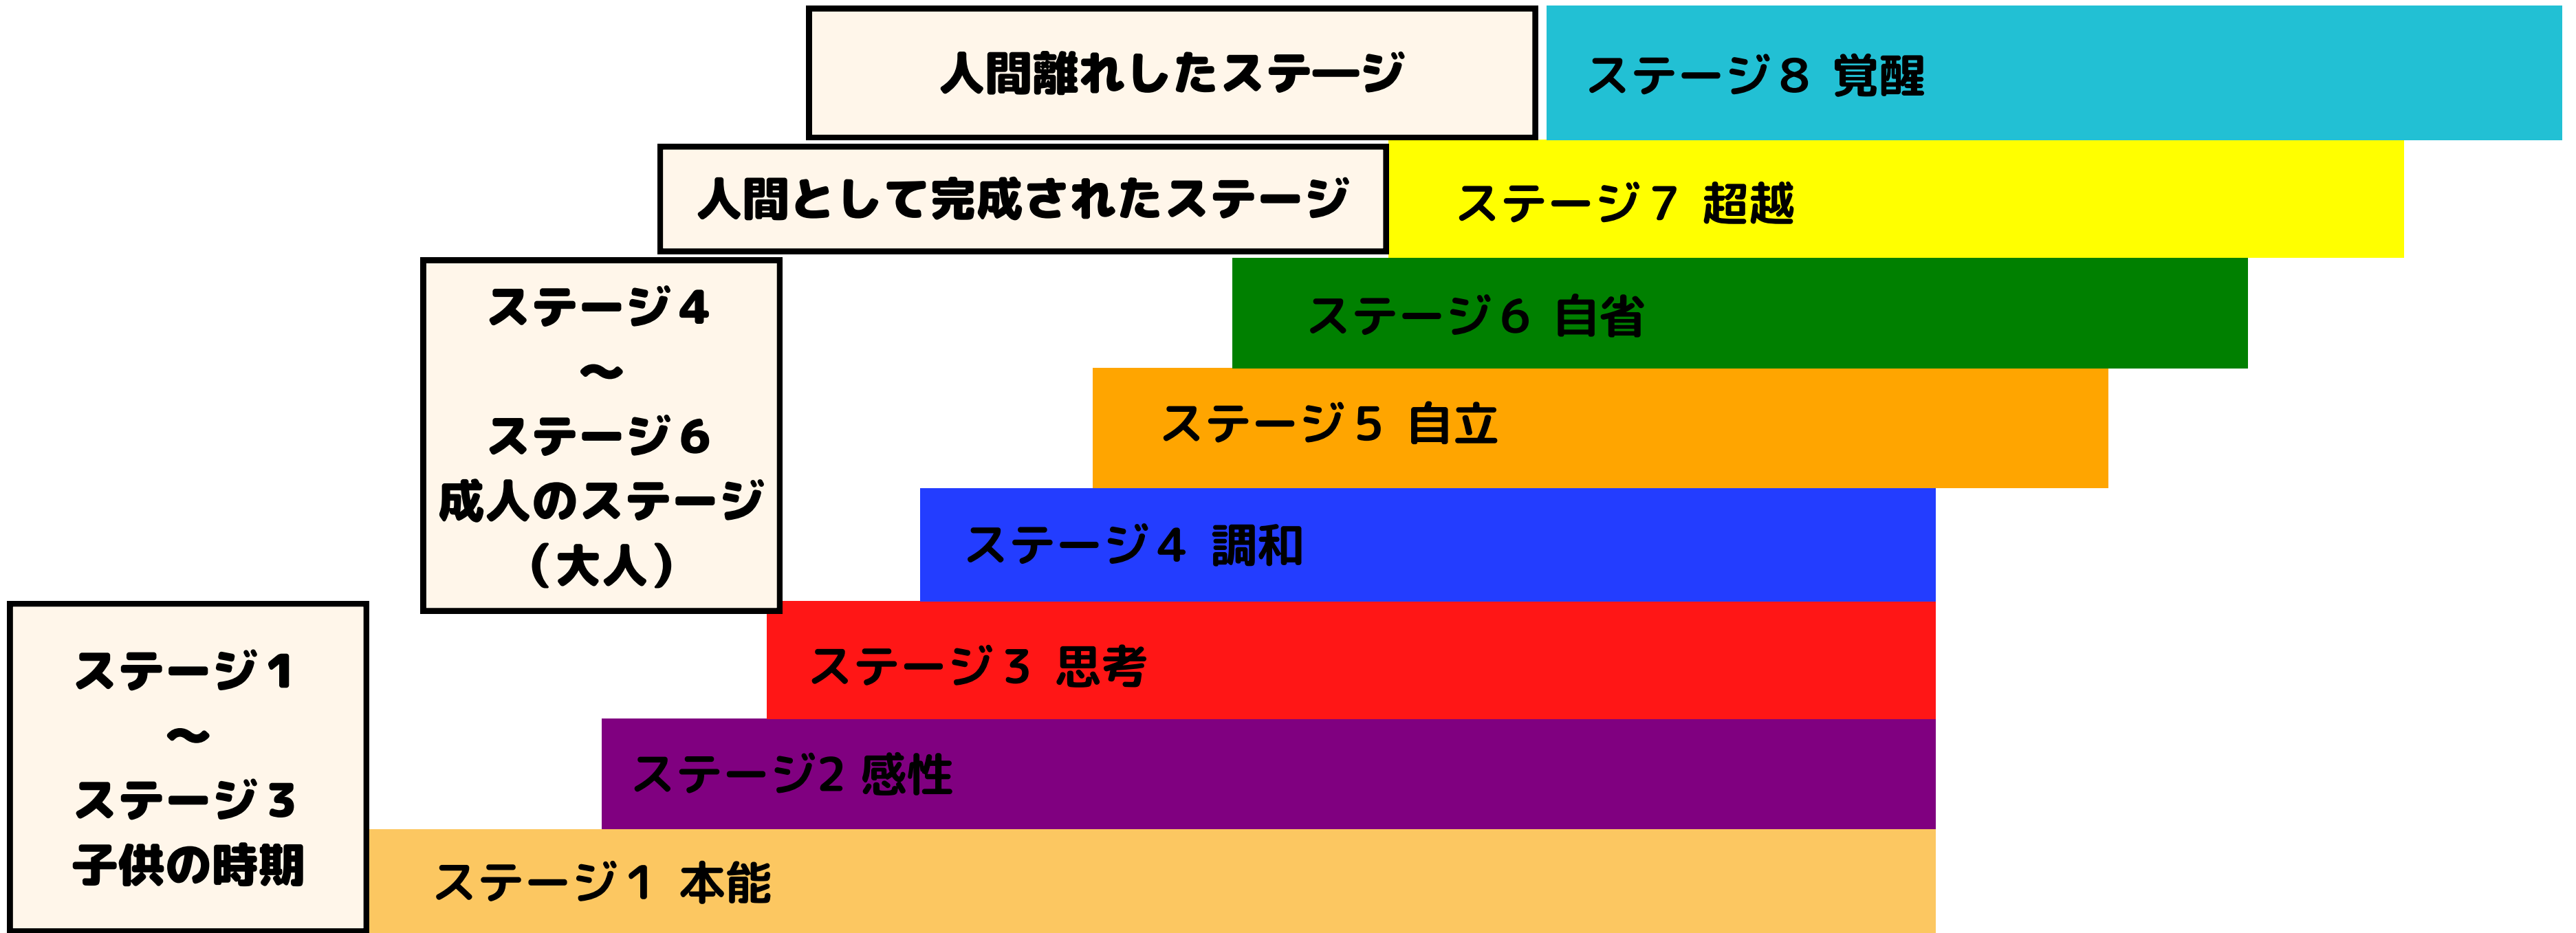 人間離れしたステージ
ステージ８ 覚醒
人間として完成されたステージ
ステージ７ 超越
ステージ４
～
ステージ６
成人のステージ
（大人）
ステージ６ 自省
ステージ５ 自立
ステージ４ 調和
ステージ１
～
ステージ３
子供の時期
ステージ３ 思考
ステージ2 感性
ステージ１ 本能